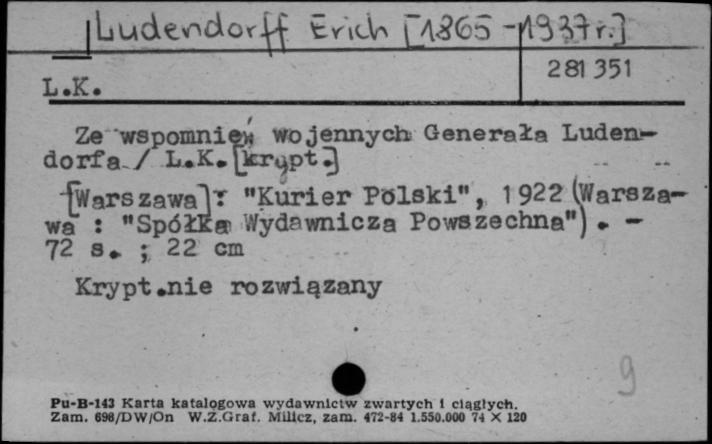 Ludendorff Erich [1865-1937r.]
281 351
L.K.
Ze wspomnień wojennych Generała Luden-
dorfa / L.K.[krypt.]
[Warszawa]: "Kurier Polski", 1922 (Warsza-
wa : "Spółka Wydawnicza Powszechna") . -
72 s. ; 22 cm
Krypt.nie rozwiązany
9
Pu-B-143 Karta katalogowa wydawnictw zwartych i ciągłych.
Zam. 698/DW/On W.Z.Graf. Milicz, zam. 472-84 1.550.000 74 X 120